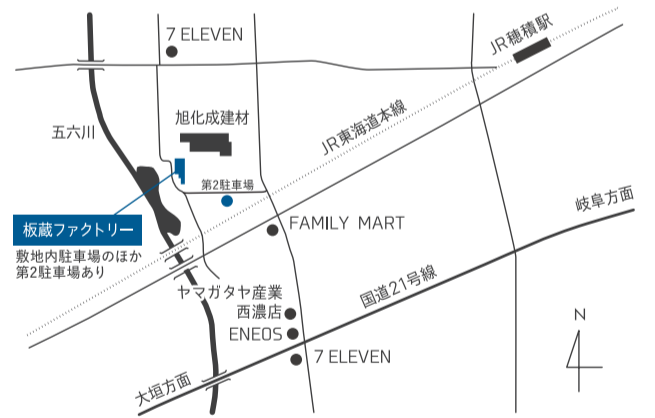 7 ELEVEN
JR穂積駅
旭化成建材
JR東海道本線
五六川
第2駐車場
岐阜方面
板蔵ファクトリー
FAMILY MART
敷地内駐車場のほか
第2駐車場あり
国道21号線
ヤマガタヤ産業
西濃店
ENEOS
7 ELEVEN
大垣方面
N